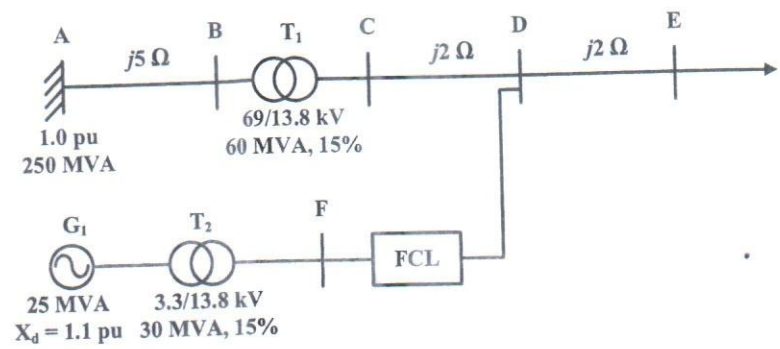 A
j5 Ω
B
T₁
C
j2 Ω
D
j2 Ω
E
1.0 pu
250 MVA
69/13.8 kV
60 MVA, 15%
G₁
T₂
F
FCL
25 MVA
X_d = 1.1 pu
3.3/13.8 kV
30 MVA, 15%